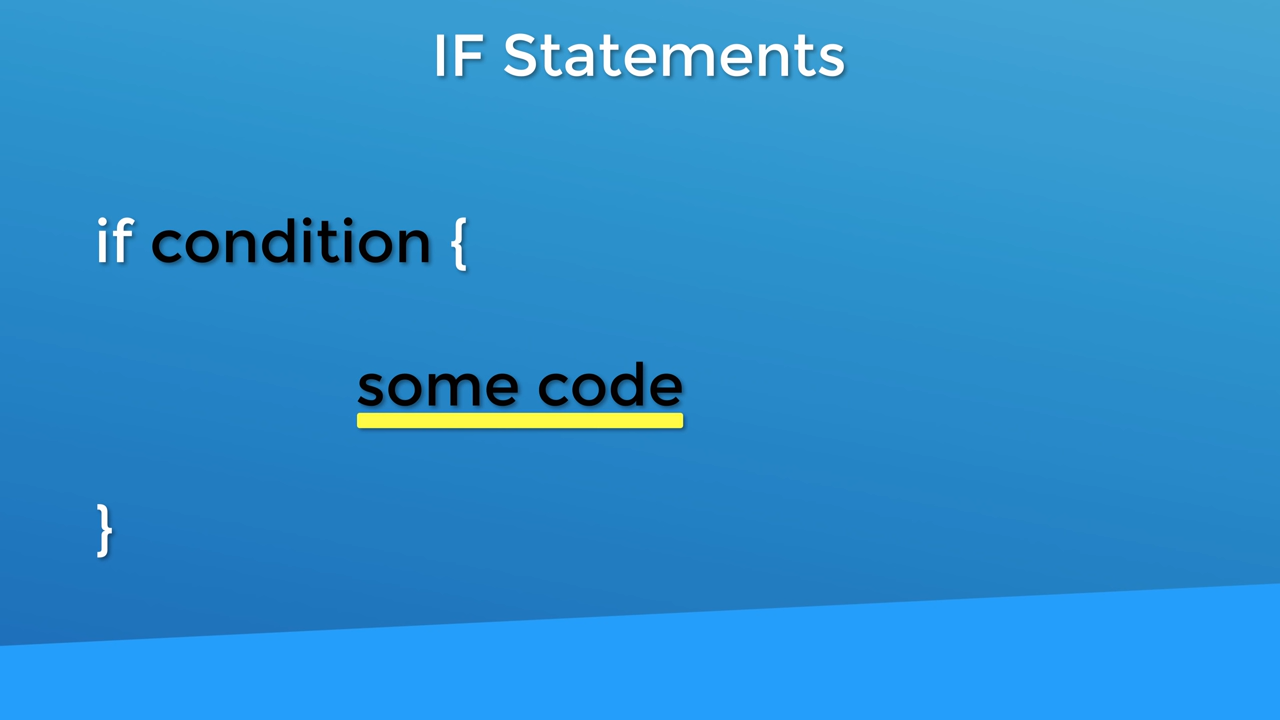 IF Statements
if condition {
some code
}